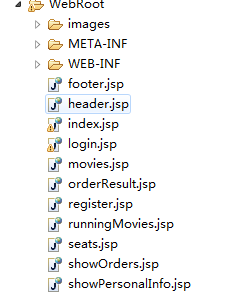 WebRoot
images
META-INF
WEB-INF
footer.jsp
header.jsp
index.jsp
login.jsp
movies.jsp
orderResult.jsp
register.jsp
runningMovies.jsp
seats.jsp
showOrders.jsp
showPersonalInfo.jsp